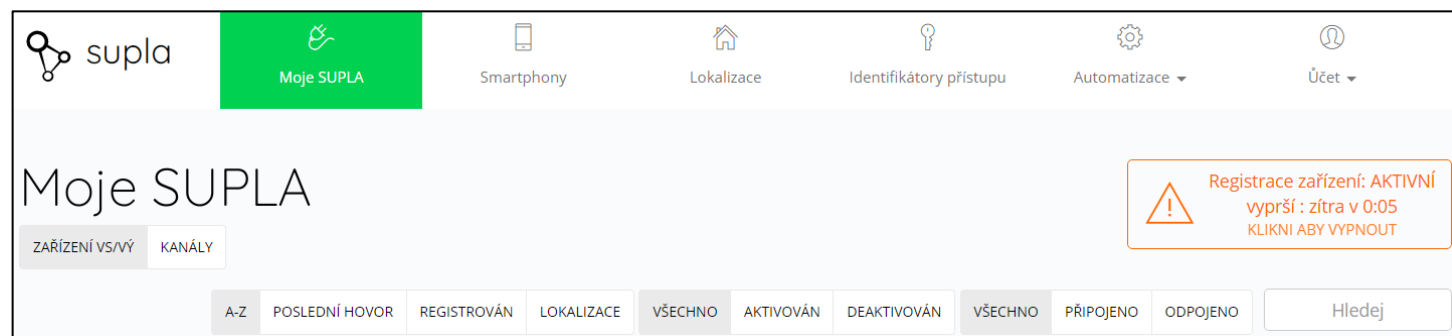 supla
Moje SUPLA
Smartphony
Lokalizace
Identifikátory přístupu
Automatizace
Účet
Moje SUPLA
Registrace zařízení: AKTIVNÍ
vyprší : zítra v 0:05
KLIKNI ABY VYPNOUT
ZAŘÍZENÍ VS/VÝ KANÁLY
A-Z POSLEDNÍ HOVOR REGISTROVÁN LOKALIZACE VŠECHNO AKTIVOVÁN DEAKTIVOVÁN VŠECHNO PŘIPOJENO ODPOJENO Hledej